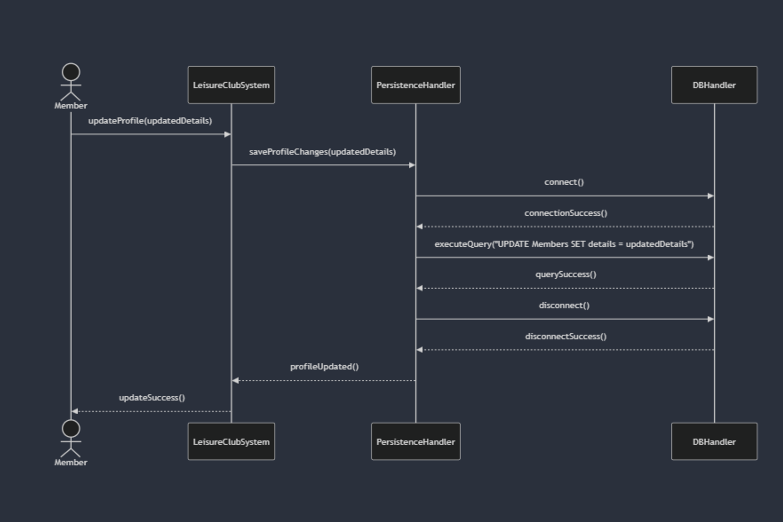 Member
LeisureClubSystem
PersistenceHandler
DBHandler
updateProfile(updatedDetails)
saveProfileChanges(updatedDetails)
connect()
connectionSuccess()
executeQuery("UPDATE Members SET details = updatedDetails")
querySuccess()
disconnect()
disconnectSuccess()
profileUpdated()
updateSuccess()
Member
LeisureClubSystem
PersistenceHandler
DBHandler